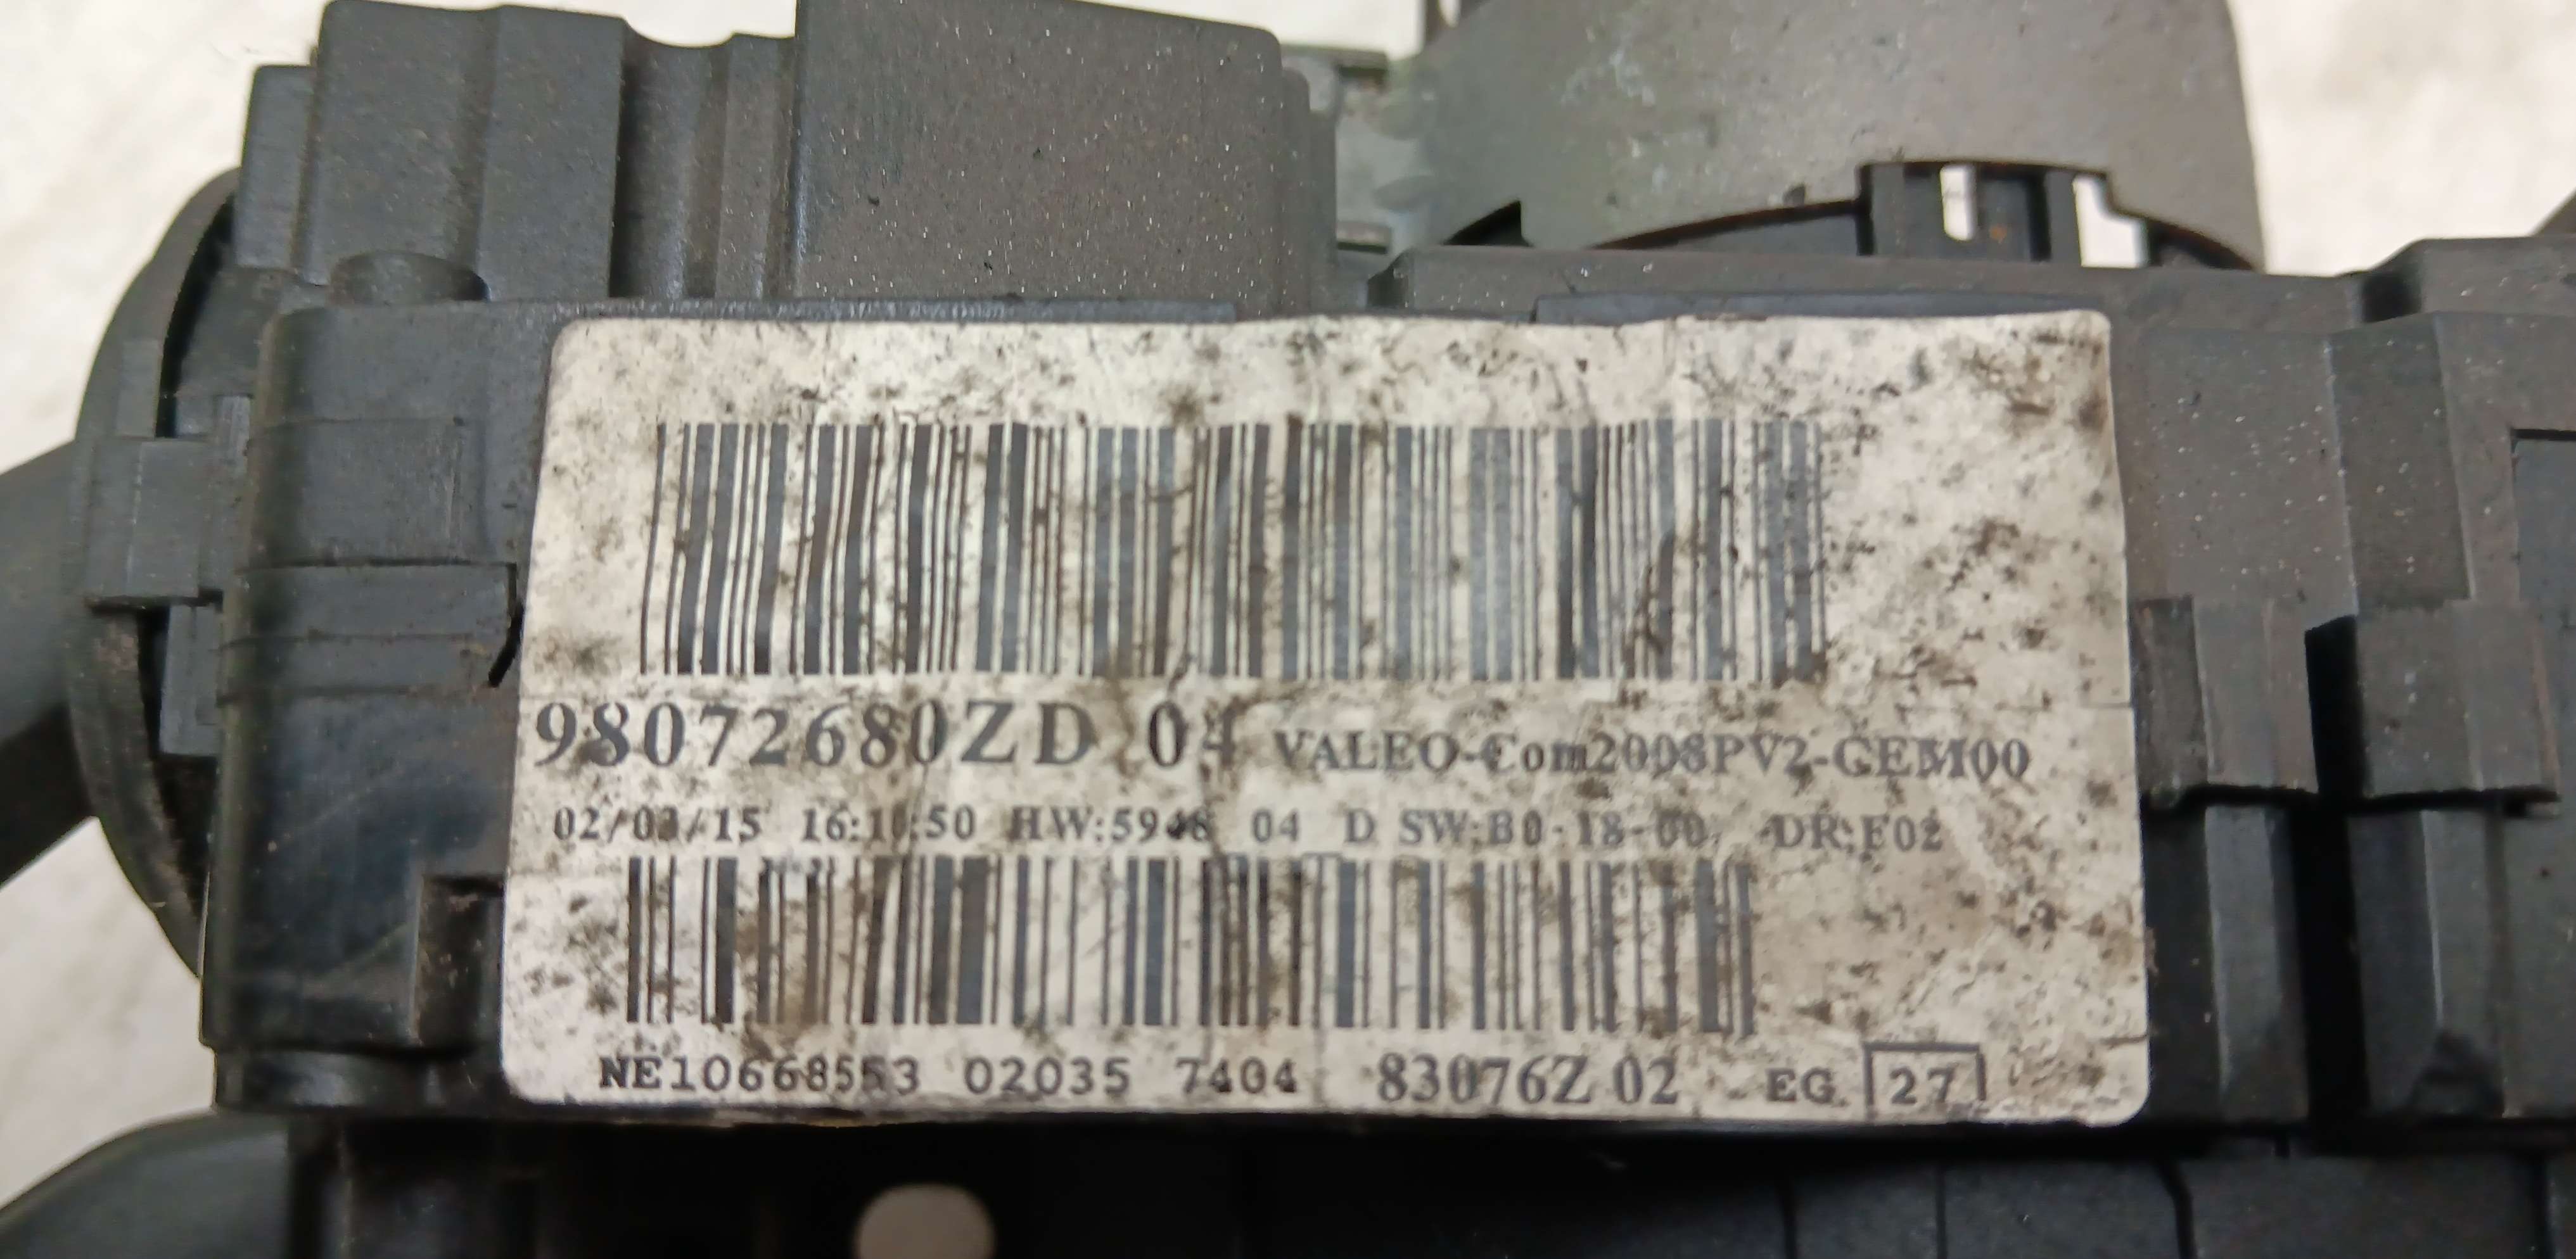 98072680ZD 04 VALEO-Com2008PV2-GEM00
02/03/15 16:10:50 HW:5948 04 D SW:B0-18-00 DR:F02
NE10668553 02035 7404 83076Z 02 EG 27